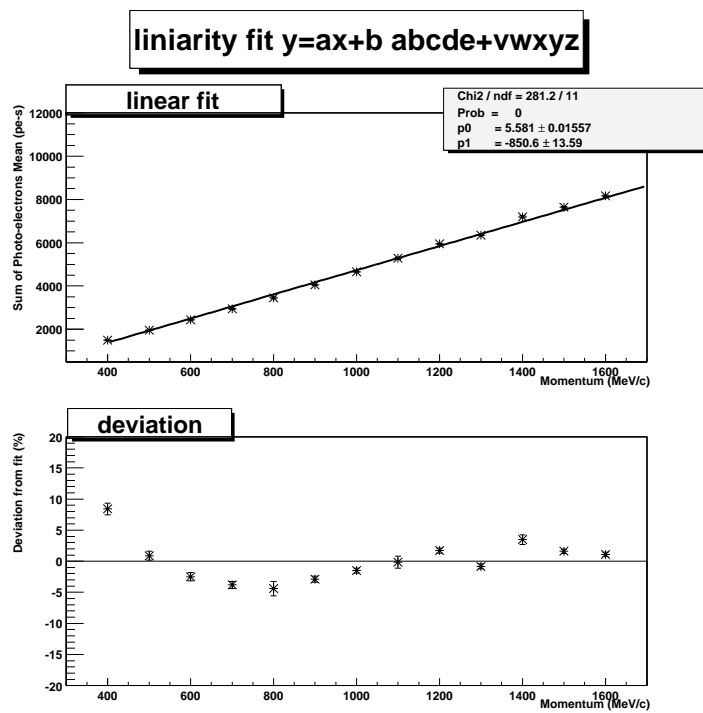 liniarity fit y=ax+b abcde+vwxyz
linear fit
Chi2 / ndf = 281.2 / 11
Prob = 0
p0 = 5.581 ± 0.01557
p1 = -850.6 ± 13.59
Sum of Photo-electrons Mean (pe-s)
12000
10000
8000
6000
4000
2000
400 600 800 1000 1200 1400 1600
Momentum (MeV/c)
deviation
Deviation from fit (%)
20
15
10
5
0
-5
-10
-15
-20
400 600 800 1000 1200 1400 1600
Momentum (MeV/c)